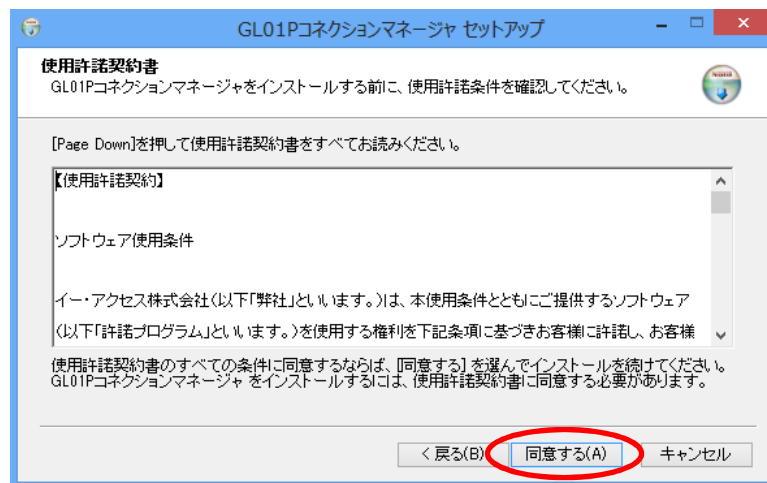 GL01Pコネクションマネージャ セットアップ
使用許諾契約書
GL01Pコネクションマネージャをインストールする前に、使用許諾条件を確認してください。
[Page Down]を押して使用許諾契約書をすべてお読みください。
【使用許諾契約】
ソフトウェア使用条件
イー・アクセス株式会社(以下「弊社」といいます。)は、本使用条件とともにご提供するソフトウェア
(以下「許諾プログラム」といいます。)を使用する権利を下記条項に基づきお客様に許諾し、お客様
使用許諾契約書のすべての条件に同意するならば、[同意する] を選んでインストールを続けてください。
GL01Pコネクションマネージャ をインストールするには、使用許諾契約書に同意する必要があります。
< 戻る(B) 同意する(A) キャンセル